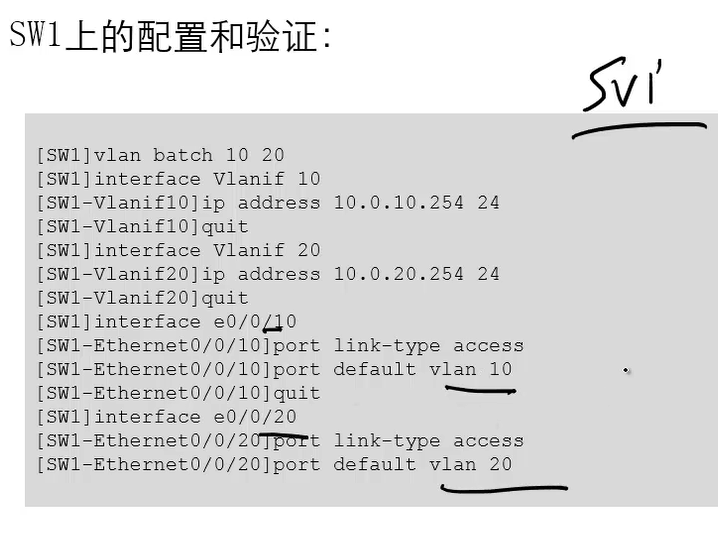 SW1上的配置和验证:
SVI
[SW1]vlan batch 10 20
[SW1]interface Vlanif 10
[SW1-Vlanif10]ip address 10.0.10.254 24
[SW1-Vlanif10]quit
[SW1]interface Vlanif 20
[SW1-Vlanif20]ip address 10.0.20.254 24
[SW1-Vlanif20]quit
[SW1]interface e0/0/10
[SW1-Ethernet0/0/10]port link-type access
[SW1-Ethernet0/0/10]port default vlan 10
[SW1-Ethernet0/0/10]quit
[SW1]interface e0/0/20
[SW1-Ethernet0/0/20]port link-type access
[SW1-Ethernet0/0/20]port default vlan 20